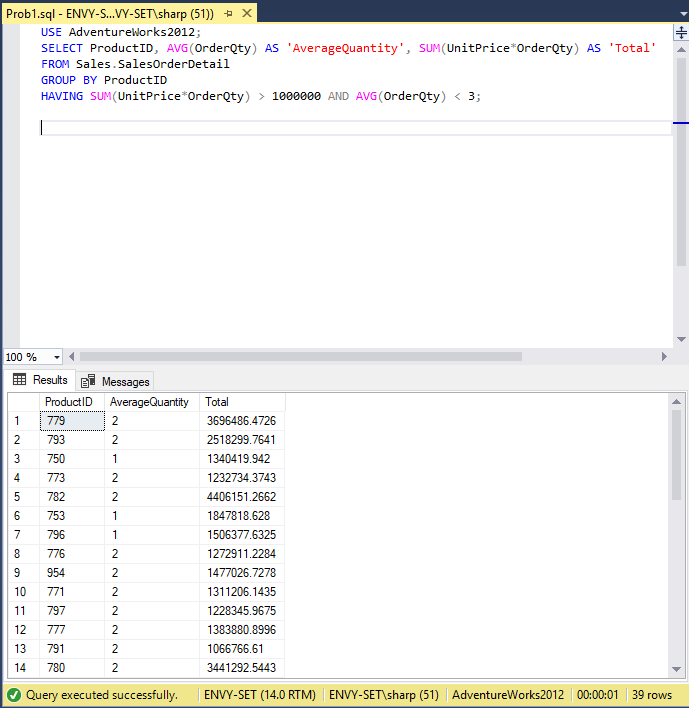 Prob1.sql - ENVY-S...VY-SET\sharp (51))
USE AdventureWorks2012;
SELECT ProductID, AVG(OrderQty) AS 'AverageQuantity', SUM(UnitPrice*OrderQty) AS 'Total'
FROM Sales.SalesOrderDetail
GROUP BY ProductID
HAVING SUM(UnitPrice*OrderQty) > 1000000 AND AVG(OrderQty) < 3;
100 %
Results Messages
ProductID AverageQuantity Total
1 779 2 3696486.4726
2 793 2 2518299.7641
3 750 1 1340419.942
4 773 2 1232734.3743
5 782 2 4406151.2662
6 753 1 1847818.628
7 796 1 1506377.6325
8 776 2 1272911.2284
9 954 2 1477026.7278
10 771 2 1311206.1435
11 797 2 1228345.9675
12 777 2 1383880.8996
13 791 2 1066766.61
14 780 2 3441292.5443
Query executed successfully. ENVY-SET (14.0 RTM) ENVY-SET\sharp (51) AdventureWorks2012 00:00:01 39 rows